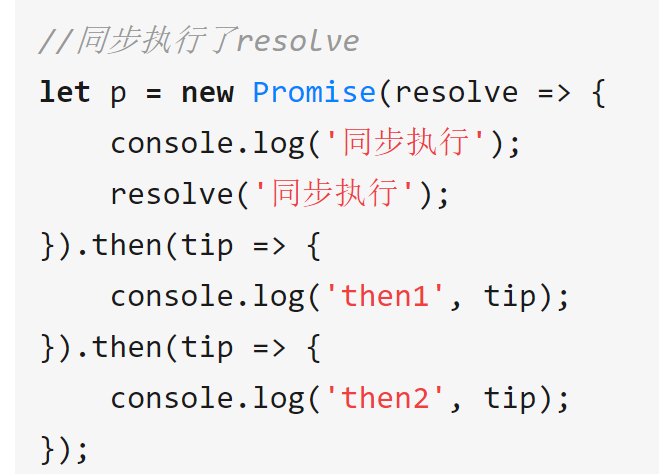 //同步执行了resolve
let p = new Promise(resolve => {
    console.log('同步执行');
    resolve('同步执行');
}).then(tip => {
    console.log('then1', tip);
}).then(tip => {
    console.log('then2', tip);
});